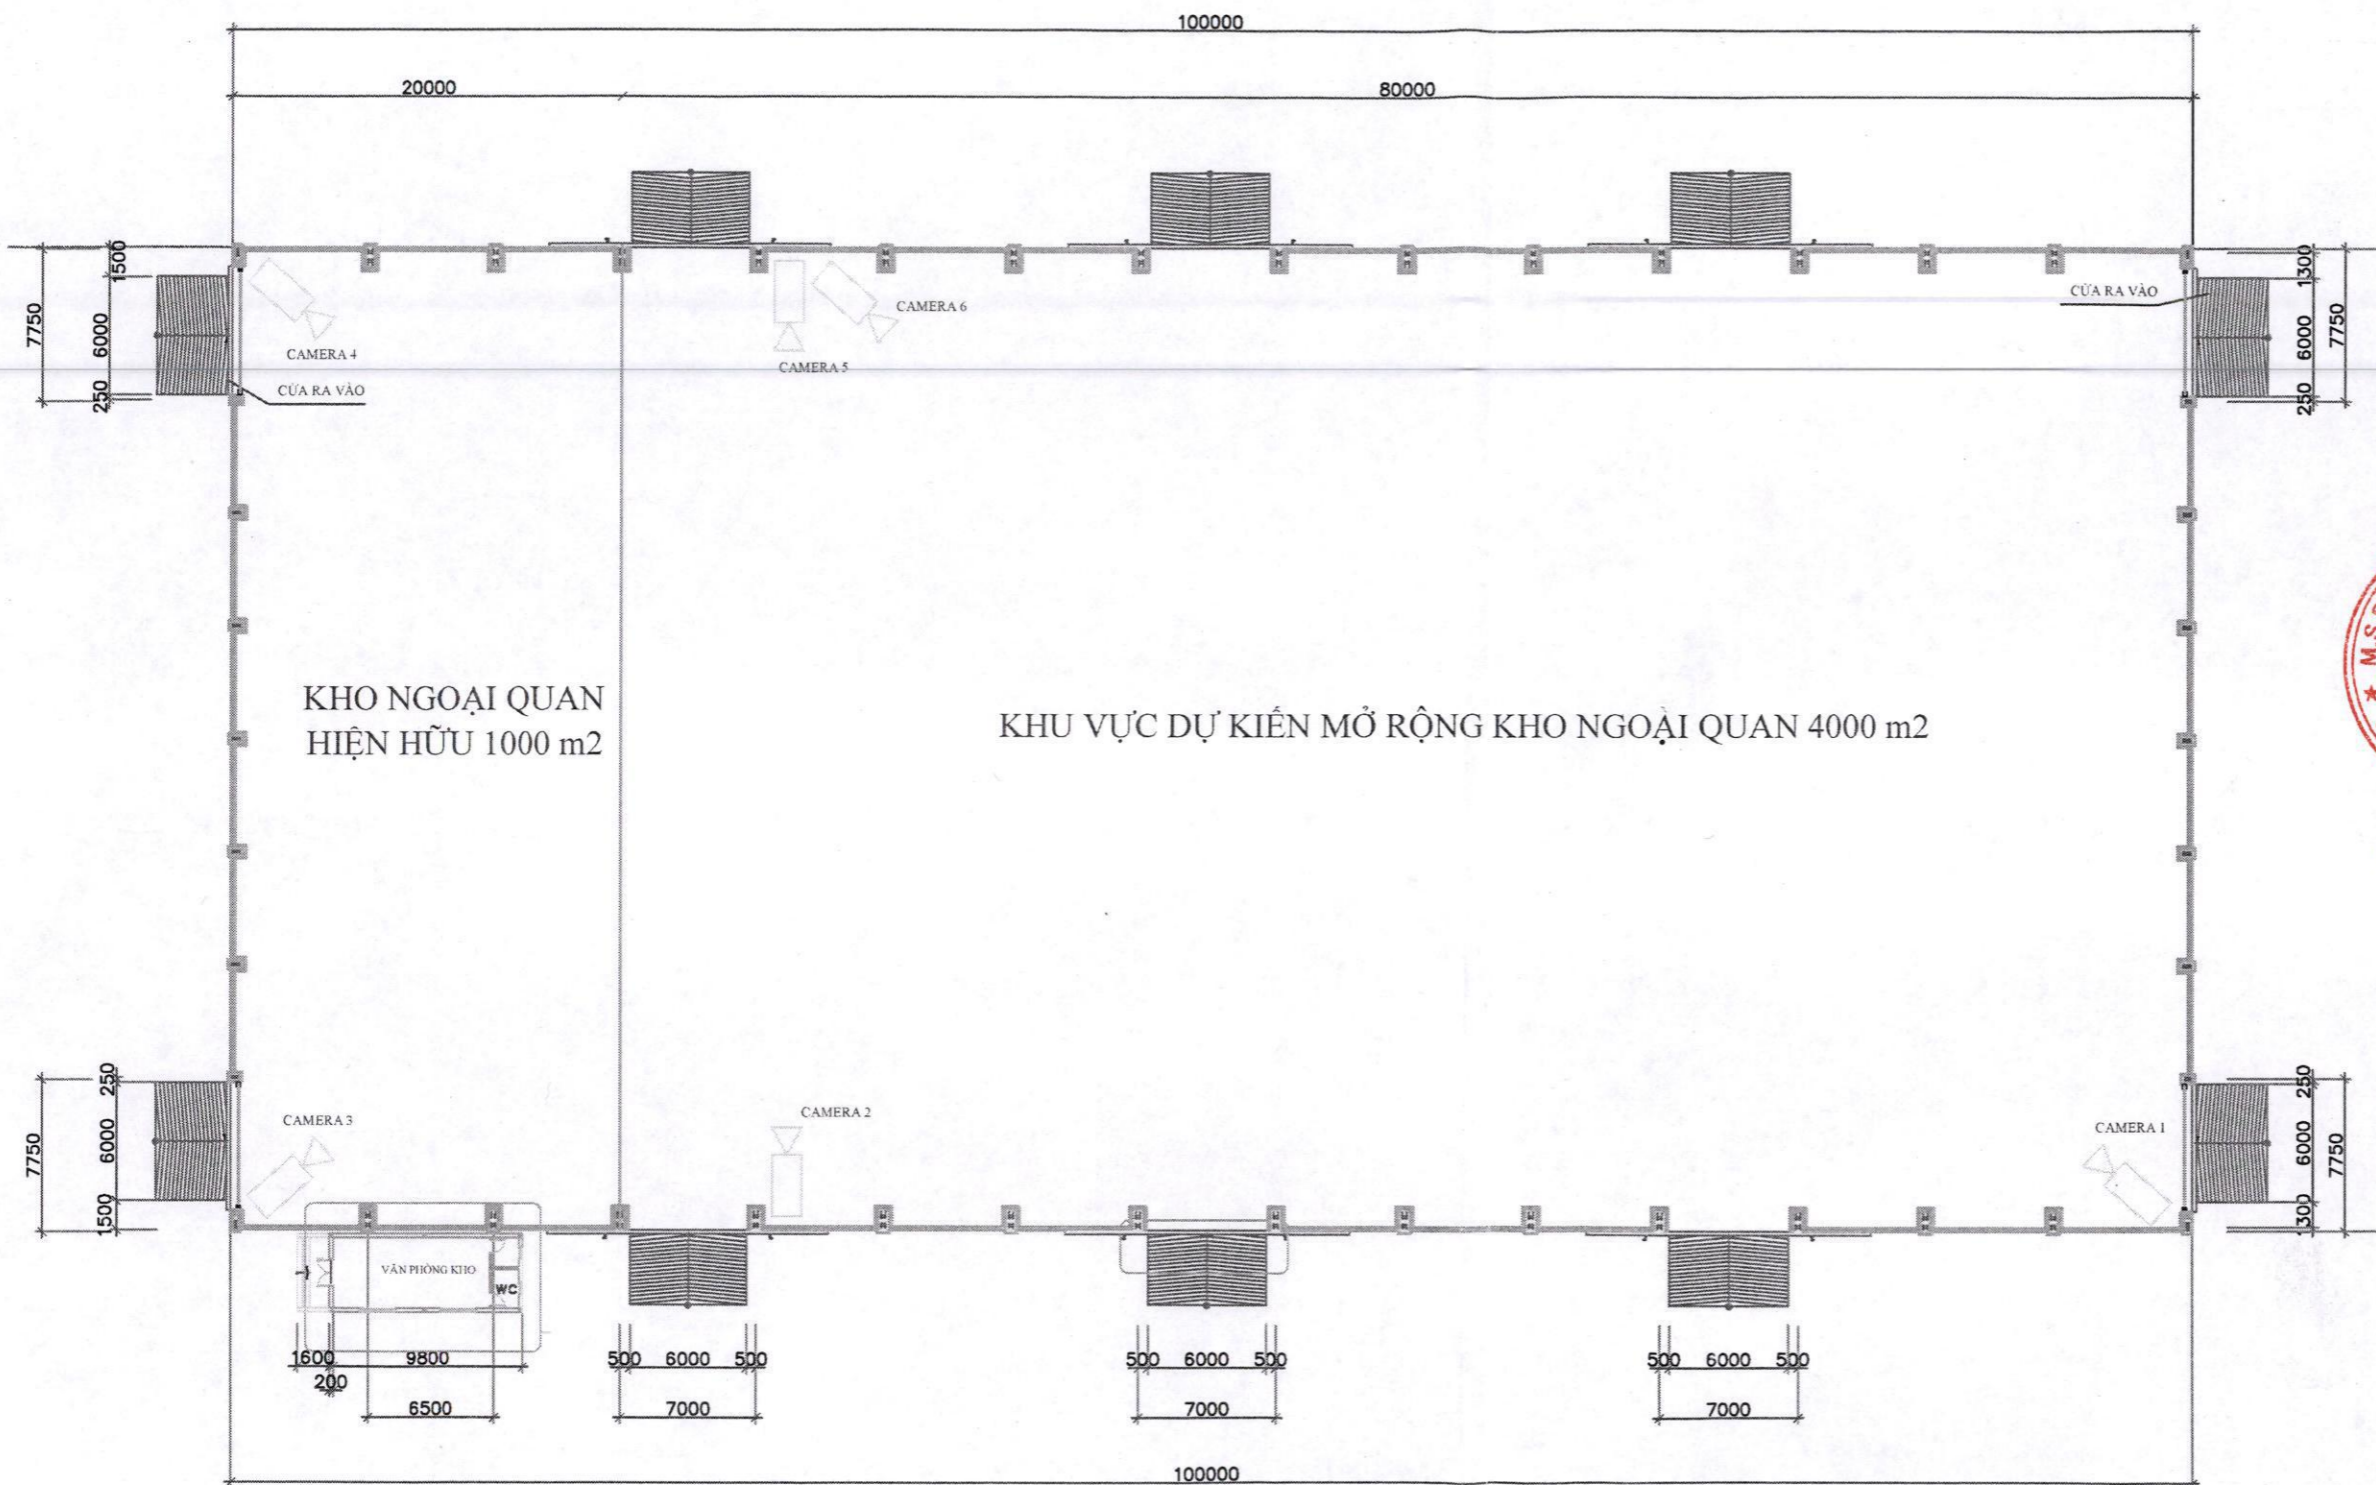 100000
20000
80000
1500
6000
250
7750
1300
6000
250
7750
CỬA RA VÀO
CAMERA 6
CAMERA 4
CAMERA 5
CỬA RA VÀO
KHO NGOẠI QUAN
HIỆN HỮU 1000 m2
KHU VỰC DỰ KIẾN MỞ RỘNG KHO NGOẠI QUAN 4000 m2
★ M.S
250
6000
1500
7750
250
6000
1300
7750
CAMERA 3
CAMERA 2
CAMERA 1
VĂN PHÒNG KHO
WC
1600
9800
200
6500
500 6000 500
7000
500 6000 500
7000
500 6000 500
7000
100000